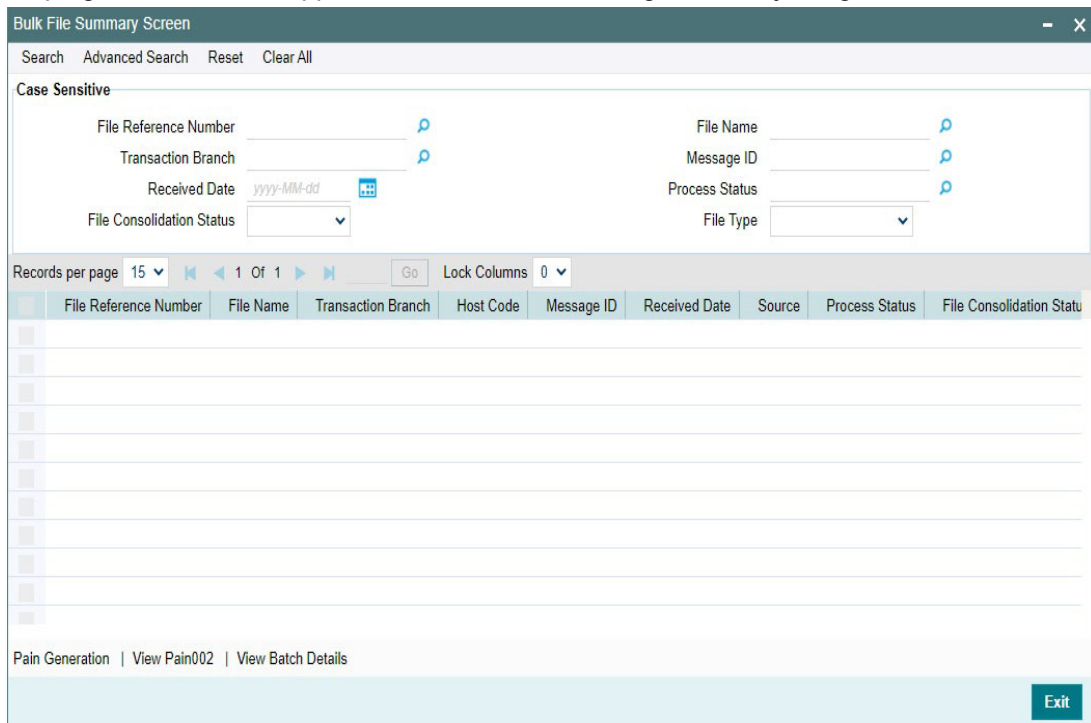 Bulk File Summary Screen
Search Advanced Search Reset Clear All
Case Sensitive
File Reference Number File Name
Transaction Branch Message ID
Received Date yyyy-MM-dd Process Status
File Consolidation Status File Type
Records per page 15 1 Of 1 Go Lock Columns 0
File Reference Number File Name Transaction Branch Host Code Message ID Received Date Source Process Status File Consolidation Statu
Pain Generation | View Pain002 | View Batch Details
Exit